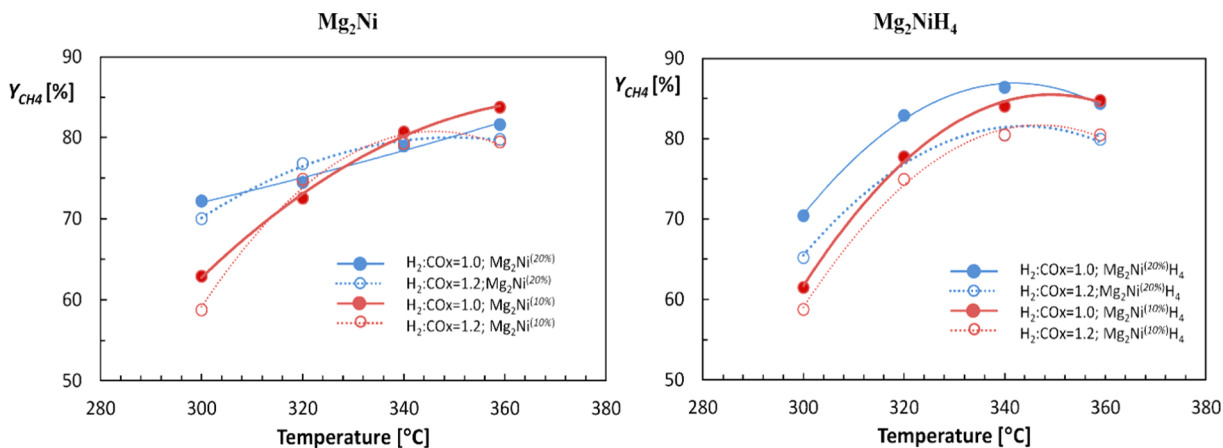 Mg₂Ni
Y_CH4 [%]
90
80
70
60
50
280
300
320
340
360
380
Temperature [°C]
H₂:COx=1.0; Mg₂Ni⁽²⁰%⁾
H₂:COx=1.2;Mg₂Ni⁽²⁰%⁾
H₂:COx=1.0; Mg₂Ni⁽¹⁰%⁾
H₂:COx=1.2; Mg₂Ni⁽¹⁰%⁾
Mg₂NiH₄
Y_CH4 [%]
90
80
70
60
50
280
300
320
340
360
380
Temperature [°C]
H₂:COx=1.0; Mg₂Ni⁽²⁰%⁾H₄
H₂:COx=1.2;Mg₂Ni⁽²⁰%⁾H₄
H₂:COx=1.0; Mg₂Ni⁽¹⁰%⁾H₄
H₂:COx=1.2; Mg₂Ni⁽¹⁰%⁾H₄